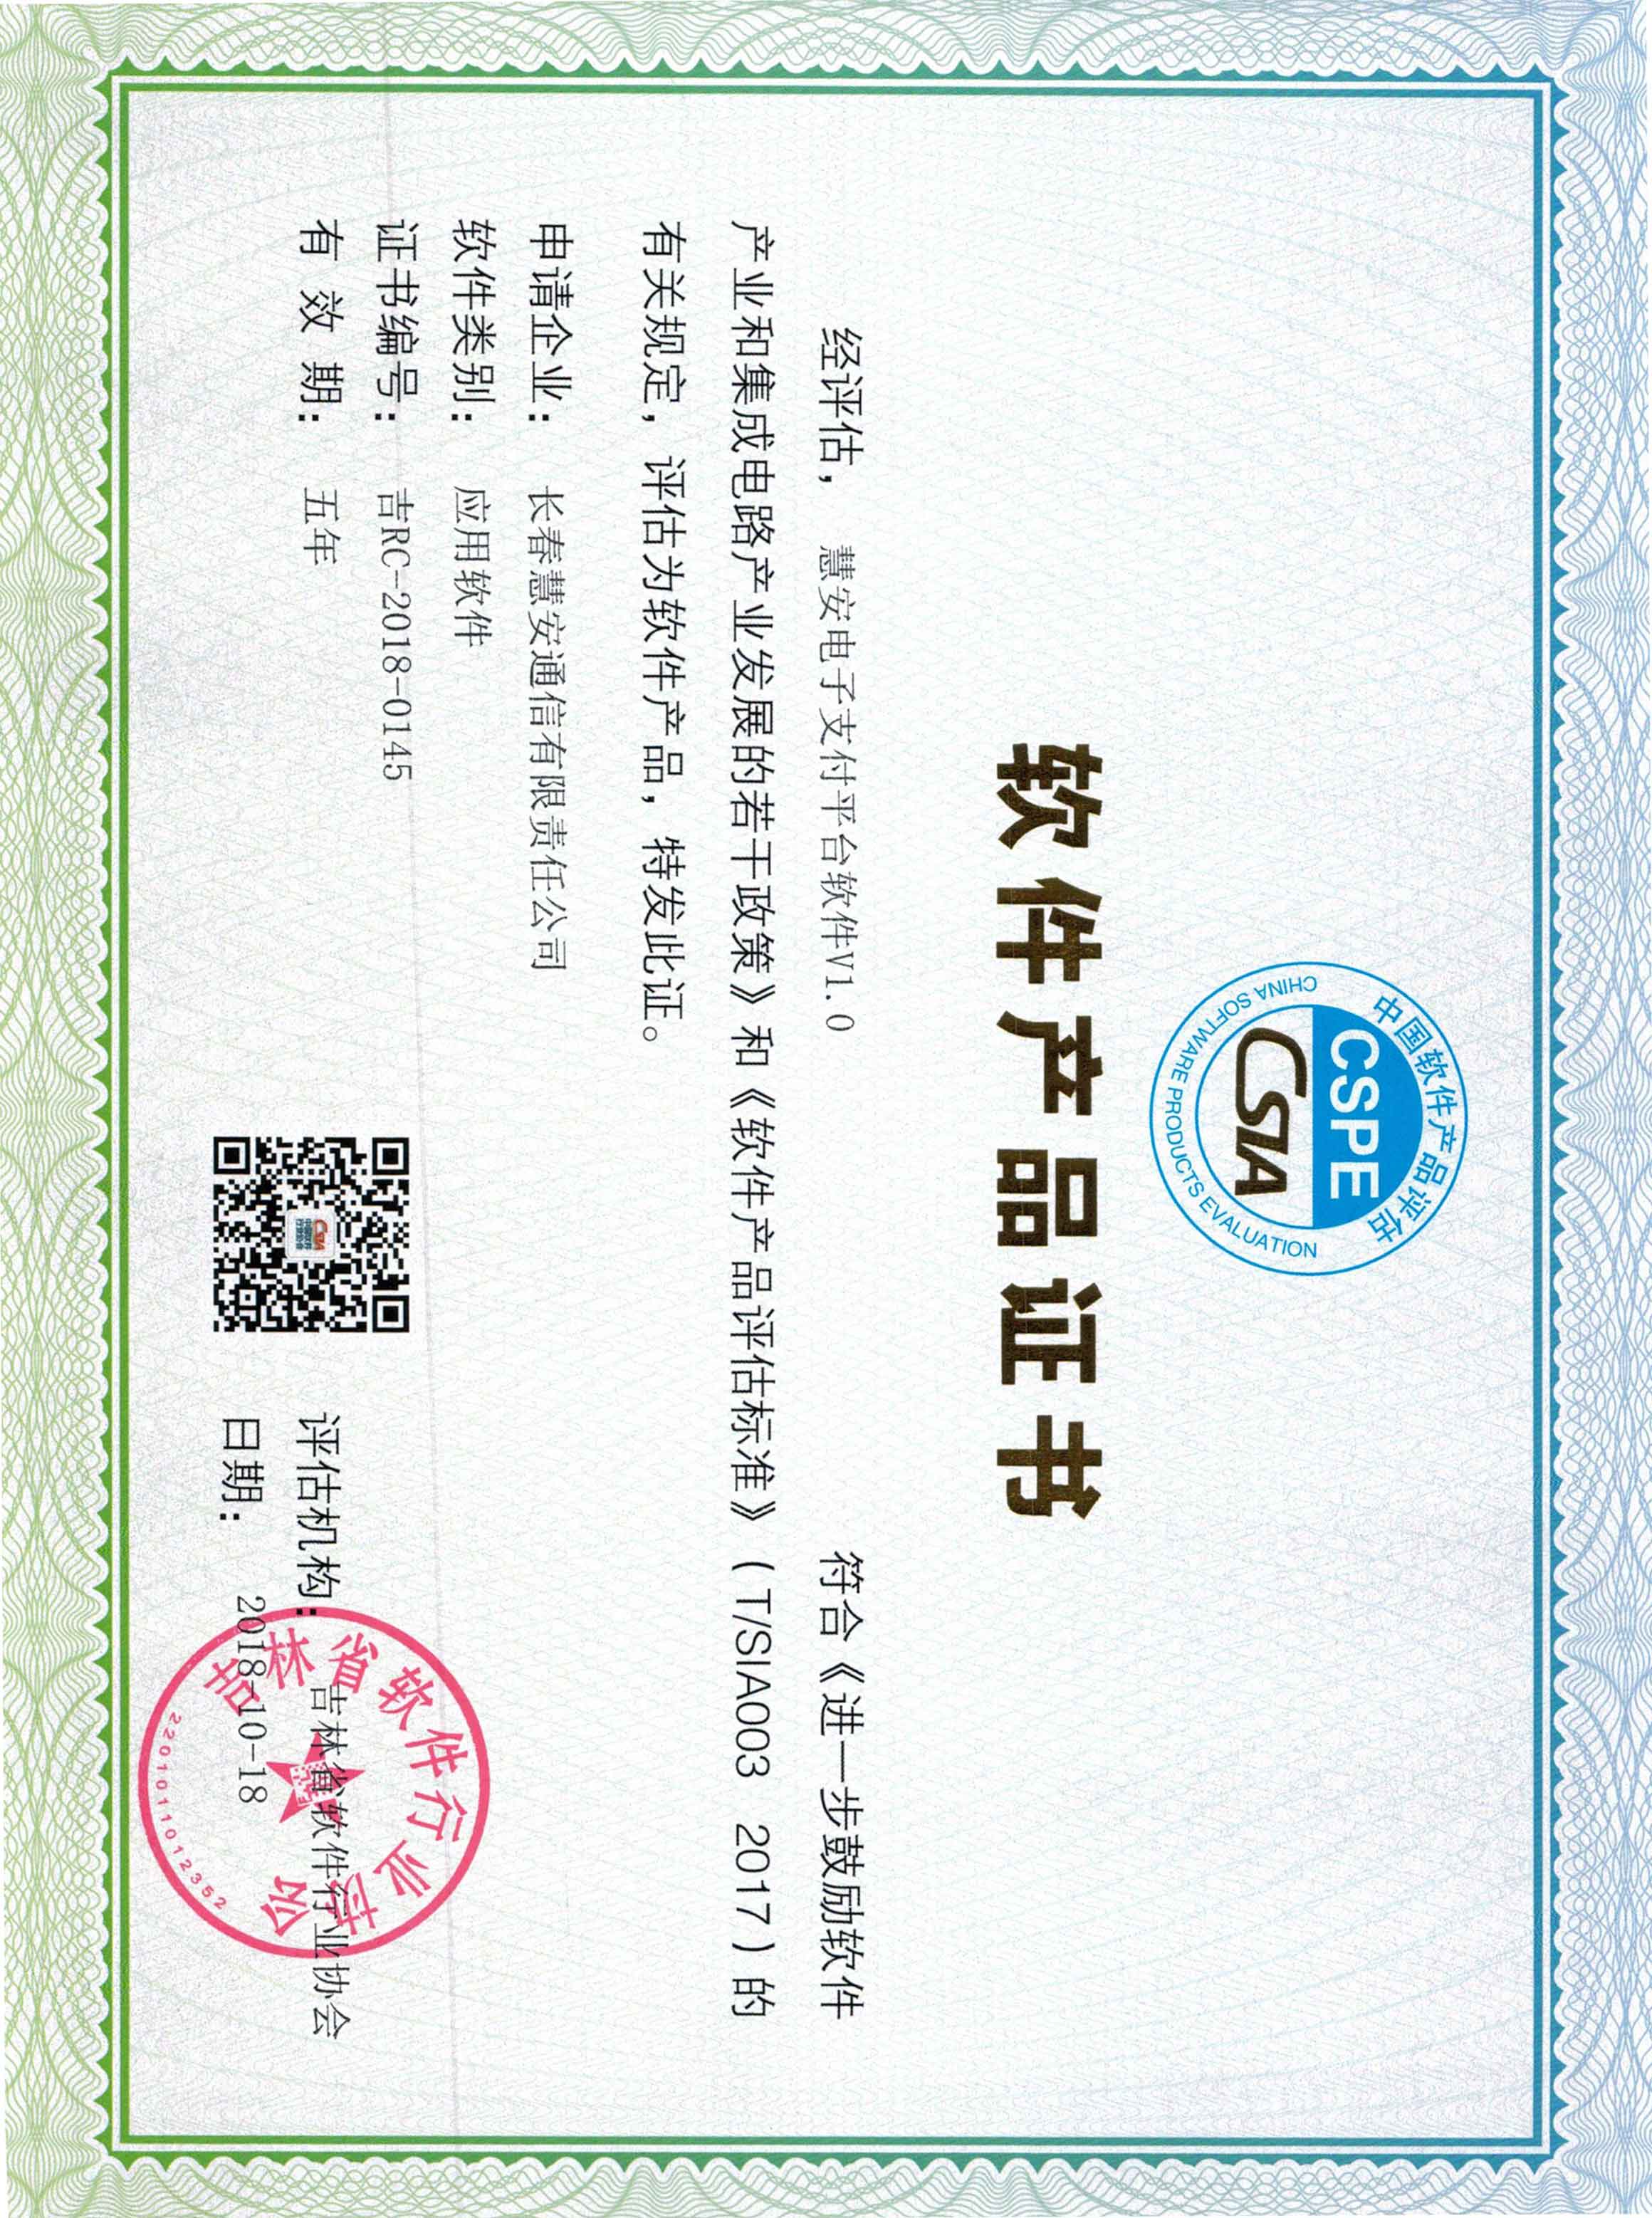 中国软件产品评估
CSPE
CSIA
CHINA SOFTWARE PRODUCTS EVALUATION
软件产品证书
经评估， 慧安电子支付平台软件V1.0 符合《进一步鼓励软件
产业和集成电路产业发展的若干政策》和《软件产品评估标准》（T/SIA003 2017）的
有关规定，评估为软件产品，特发此证。
申请企业： 长春慧安通信有限责任公司
软件类别： 应用软件
证书编号： 吉RC-2018-0145
有 效 期： 五年
评估机构： 吉林省软件行业协会
日期： 2018-10-18
吉林省软件行业协会
2201011012352
CSIA